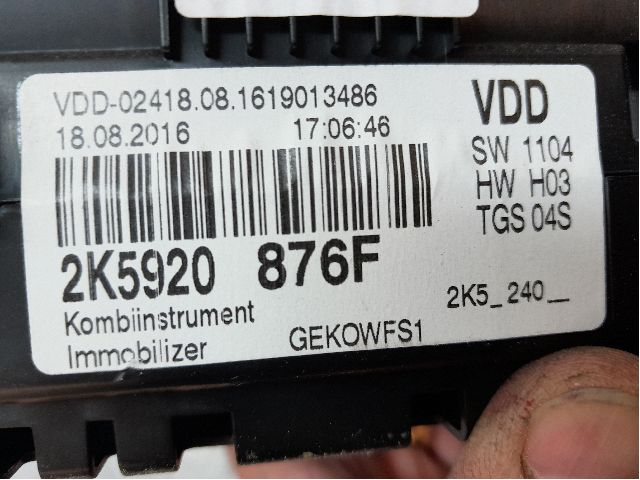 VDD-02418.08.1619013486
18.08.2016 17:06:46
VDD
SW 1104
HW H03
TGS 04S
2K5920 876F
Kombiinstrument
Immobilizer
GEKOWFS1
2K5_240__